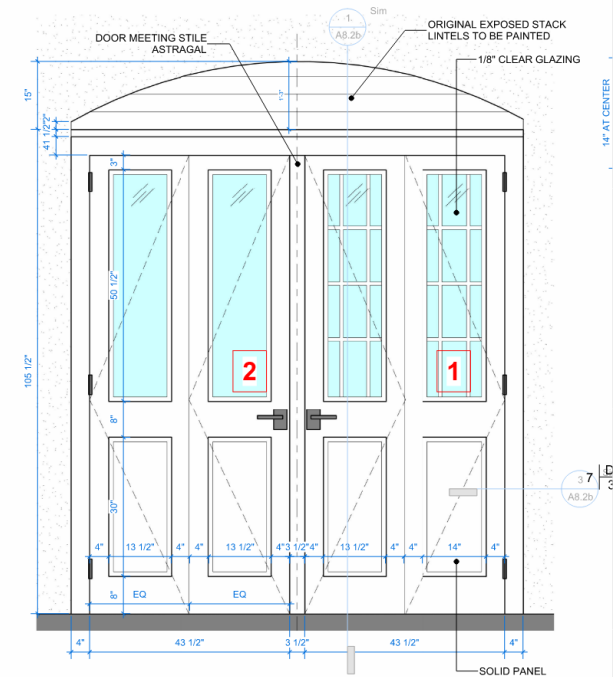 Sim
1.
A8.2b
DOOR MEETING STILE
ASTRAGAL
ORIGINAL EXPOSED STACK
LINTELS TO BE PAINTED
1/8" CLEAR GLAZING
15"
14" AT CENTER
2"
41 1/2"
3"
50 1/2"
105 1/2"
2
1
8"
3
A8.2b
7
D
3
30"
4"
13 1/2"
4"
4"
13 1/2"
4"
3 1/2"
4"
13 1/2"
4"
4"
14"
4"
8"
EQ
EQ
4"
43 1/2"
3 1/2"
43 1/2"
4"
SOLID PANEL